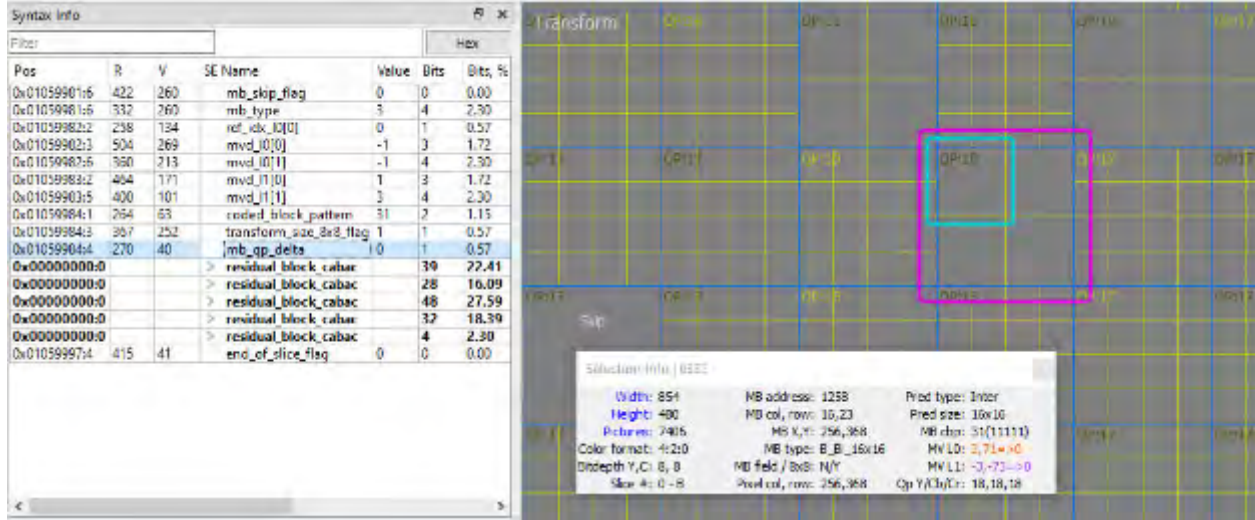 Syntax Info
Filter
Hex
Pos R V SE Name Value Bits Bits, %
0x01059981:6 422 260 mb_skip_flag 0 0 0.00
0x01059981:6 332 260 mb_type 3 4 2.30
0x01059982:2 258 134 ref_idx_l0[0] 0 1 0.57
0x01059982:3 504 269 mvd_l0[0] -1 3 1.72
0x01059982:6 360 213 mvd_l0[1] -1 4 2.30
0x01059983:2 464 171 mvd_l1[0] 1 3 1.72
0x01059983:5 400 101 mvd_l1[1] 3 4 2.30
0x01059984:1 264 63 coded_block_pattern 31 2 1.15
0x01059984:3 367 252 transform_size_8x8_flag 1 1 0.57
0x01059984:4 270 40 mb_qp_delta 0 1 0.57
0x00000000:0 > residual_block_cabac 39 22.41
0x00000000:0 > residual_block_cabac 28 16.09
0x00000000:0 > residual_block_cabac 48 27.59
0x00000000:0 > residual_block_cabac 32 18.39
0x00000000:0 > residual_block_cabac 4 2.30
0x01059997:4 415 41 end_of_slice_flag 0 0 0.00
Transform
QP:18
Skip
Selection Info
Width: 854 MB address: 1258 Pred type: Inter
Height: 480 MB col, row: 16,23 Pred size: 16x16
Pictures: 7406 MB X,Y: 256,368 MB cbp: 31(11111)
Color format: 4:2:0 MB type: B_Bi_16x16 MV L0: 3,71=>0
Bitdepth Y,C: 8, 8 MB field / 8x8: N/Y MV L1: -3,-73=>0
Slice #: 0 - B Pixel col, row: 256,368 Qp Y/Cb/Cr: 18,18,18